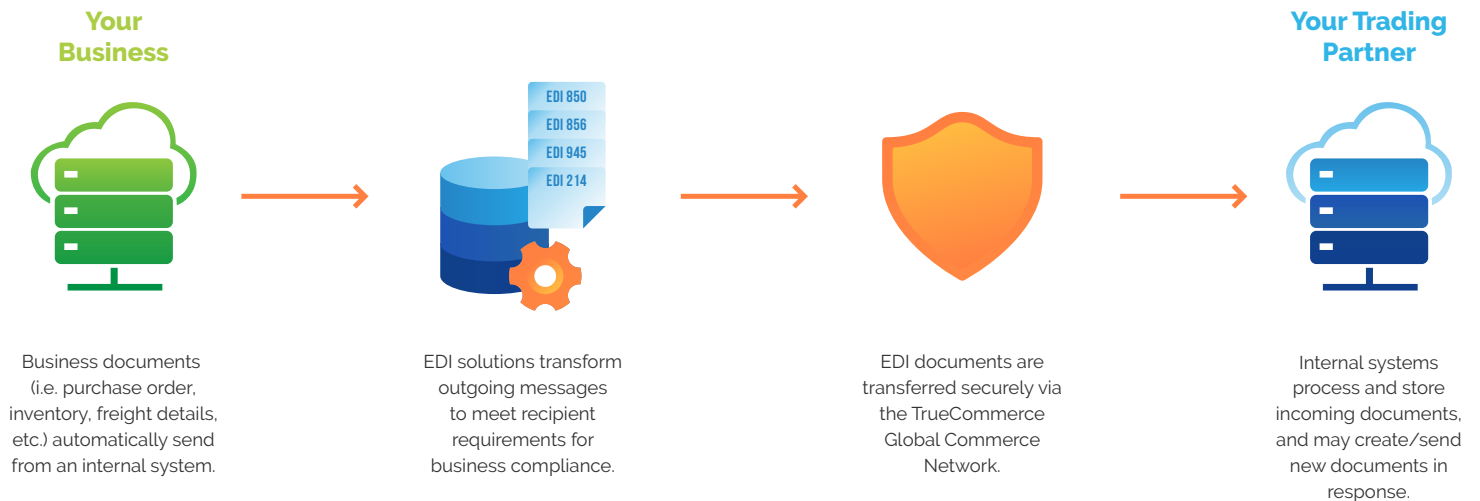 Your
Business
Your Trading
Partner
EDI 850
EDI 856
EDI 945
EDI 214
Business documents
(i.e. purchase order,
inventory, freight details,
etc.) automatically send
from an internal system.
EDI solutions transform
outgoing messages
to meet recipient
requirements for
business compliance.
EDI documents are
transferred securely via
the TrueCommerce
Global Commerce
Network.
Internal systems
process and store
incoming documents,
and may create/send
new documents in
response.